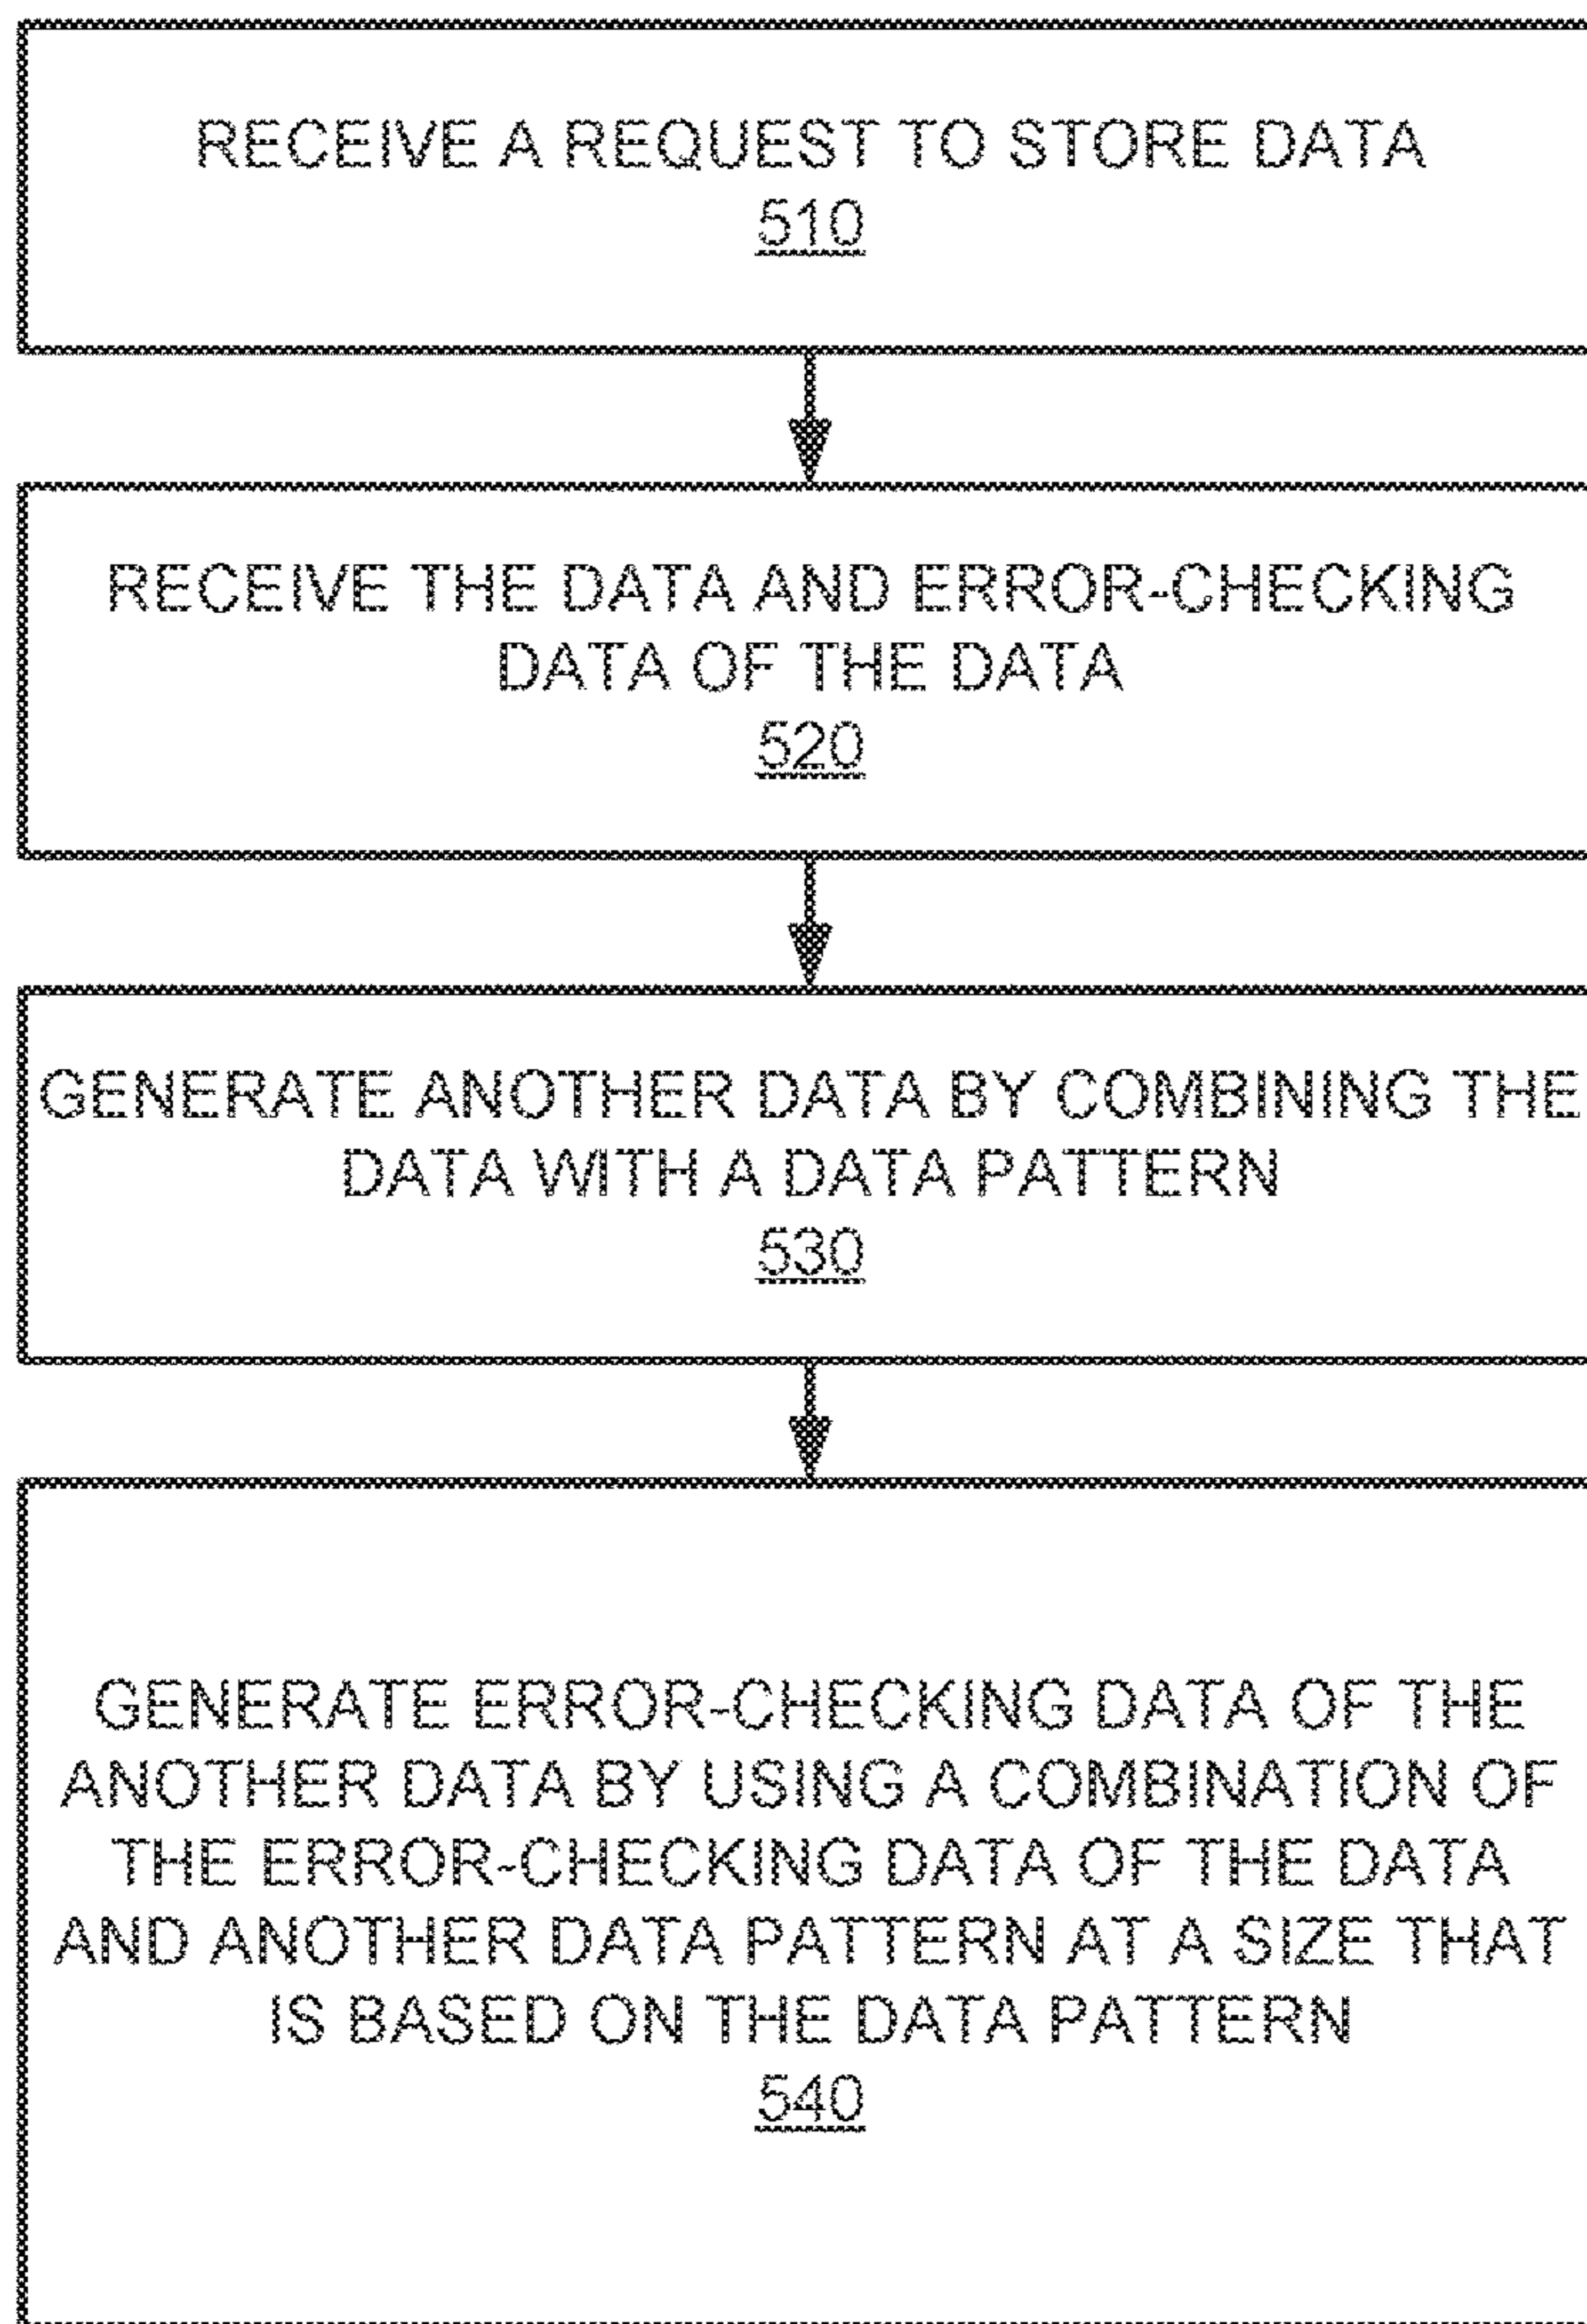 RECEIVE A REQUEST TO STORE DATA
510
RECEIVE THE DATA AND ERROR-CHECKING
DATA OF THE DATA
520
GENERATE ANOTHER DATA BY COMBINING THE
DATA WITH A DATA PATTERN
530
GENERATE ERROR-CHECKING DATA OF THE
ANOTHER DATA BY USING A COMBINATION OF
THE ERROR-CHECKING DATA OF THE DATA
AND ANOTHER DATA PATTERN AT A SIZE THAT
IS BASED ON THE DATA PATTERN
540